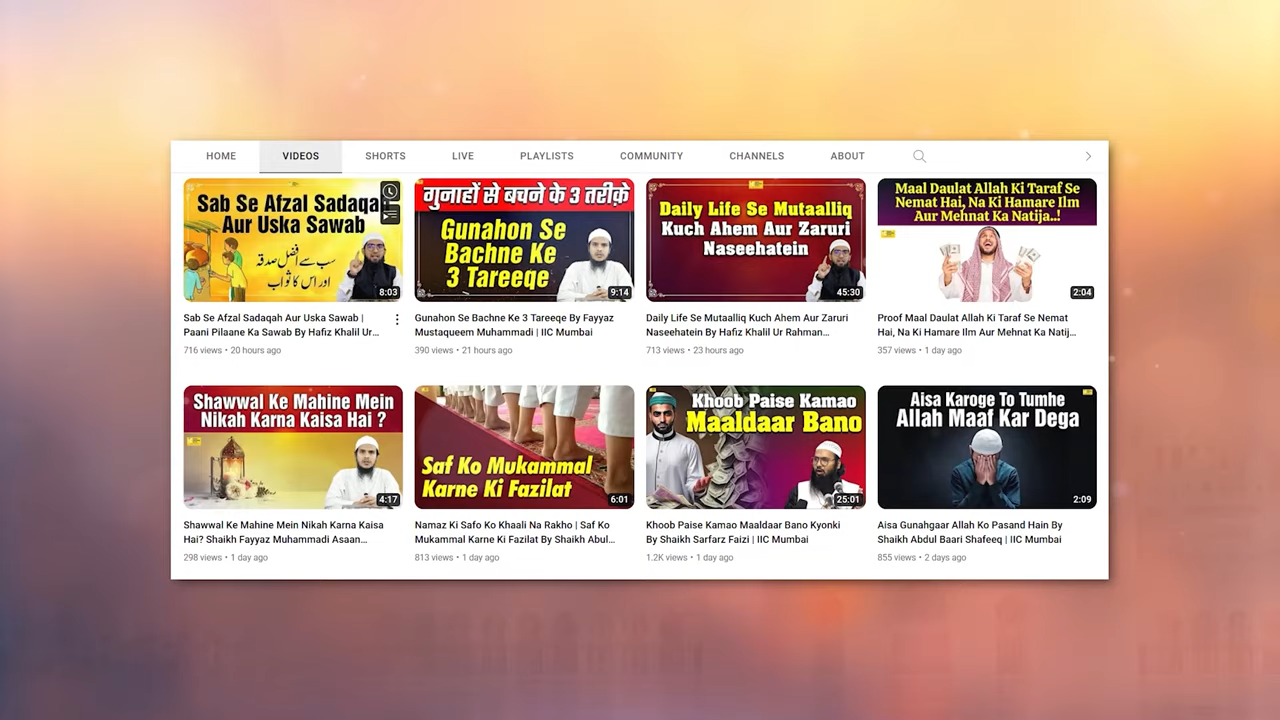 HOME VIDEOS SHORTS LIVE PLAYLISTS COMMUNITY CHANNELS ABOUT
Sab Se Afzal Sadaqah
Aur Uska Sawab
سب سے افضل صدقہ
اور اس کا ثواب
8:03
Sab Se Afzal Sadaqah Aur Uska Sawab |
Paani Pilaane Ka Sawab By Hafiz Khalil Ur...
716 views • 20 hours ago
गुनाहों से बचने के 3 तरीक़े
Gunahon Se
Bachne Ke
3 Tareeqe
9:14
Gunahon Se Bachne Ke 3 Tareeqe By Fayyaz
Mustaqueem Muhammadi | IIC Mumbai
390 views • 21 hours ago
Daily Life Se Mutaalliq
Kuch Ahem Aur Zaruri
Naseehatein
45:30
Daily Life Se Mutaalliq Kuch Ahem Aur Zaruri
Naseehatein By Hafiz Khalil Ur Rahman...
713 views • 23 hours ago
Maal Daulat Allah Ki Taraf Se
Nemat Hai, Na Ki Hamare Ilm
Aur Mehnat Ka Natija..!
2:04
Proof Maal Daulat Allah Ki Taraf Se Nemat
Hai, Na Ki Hamare Ilm Aur Mehnat Ka Natij...
357 views • 1 day ago
Shawwal Ke Mahine Mein
Nikah Karna Kaisa Hai ?
4:17
Shawwal Ke Mahine Mein Nikah Karna Kaisa
Hai? Shaikh Fayyaz Muhammadi Asaan...
298 views • 1 day ago
Saf Ko Mukammal
Karne Ki Fazilat
6:01
Namaz Ki Safo Ko Khaali Na Rakho | Saf Ko
Mukammal Karne Ki Fazilat By Shaikh Abul...
813 views • 1 day ago
Khoob Paise Kamao
Maaldaar Bano
25:01
Khoob Paise Kamao Maaldaar Bano Kyonki
By Shaikh Sarfarz Faizi | IIC Mumbai
1.2K views • 1 day ago
Aisa Karoge To Tumhe
Allah Maaf Kar Dega
2:09
Aisa Gunahgaar Allah Ko Pasand Hain By
Shaikh Abdul Baari Shafeeq | IIC Mumbai
855 views • 2 days ago